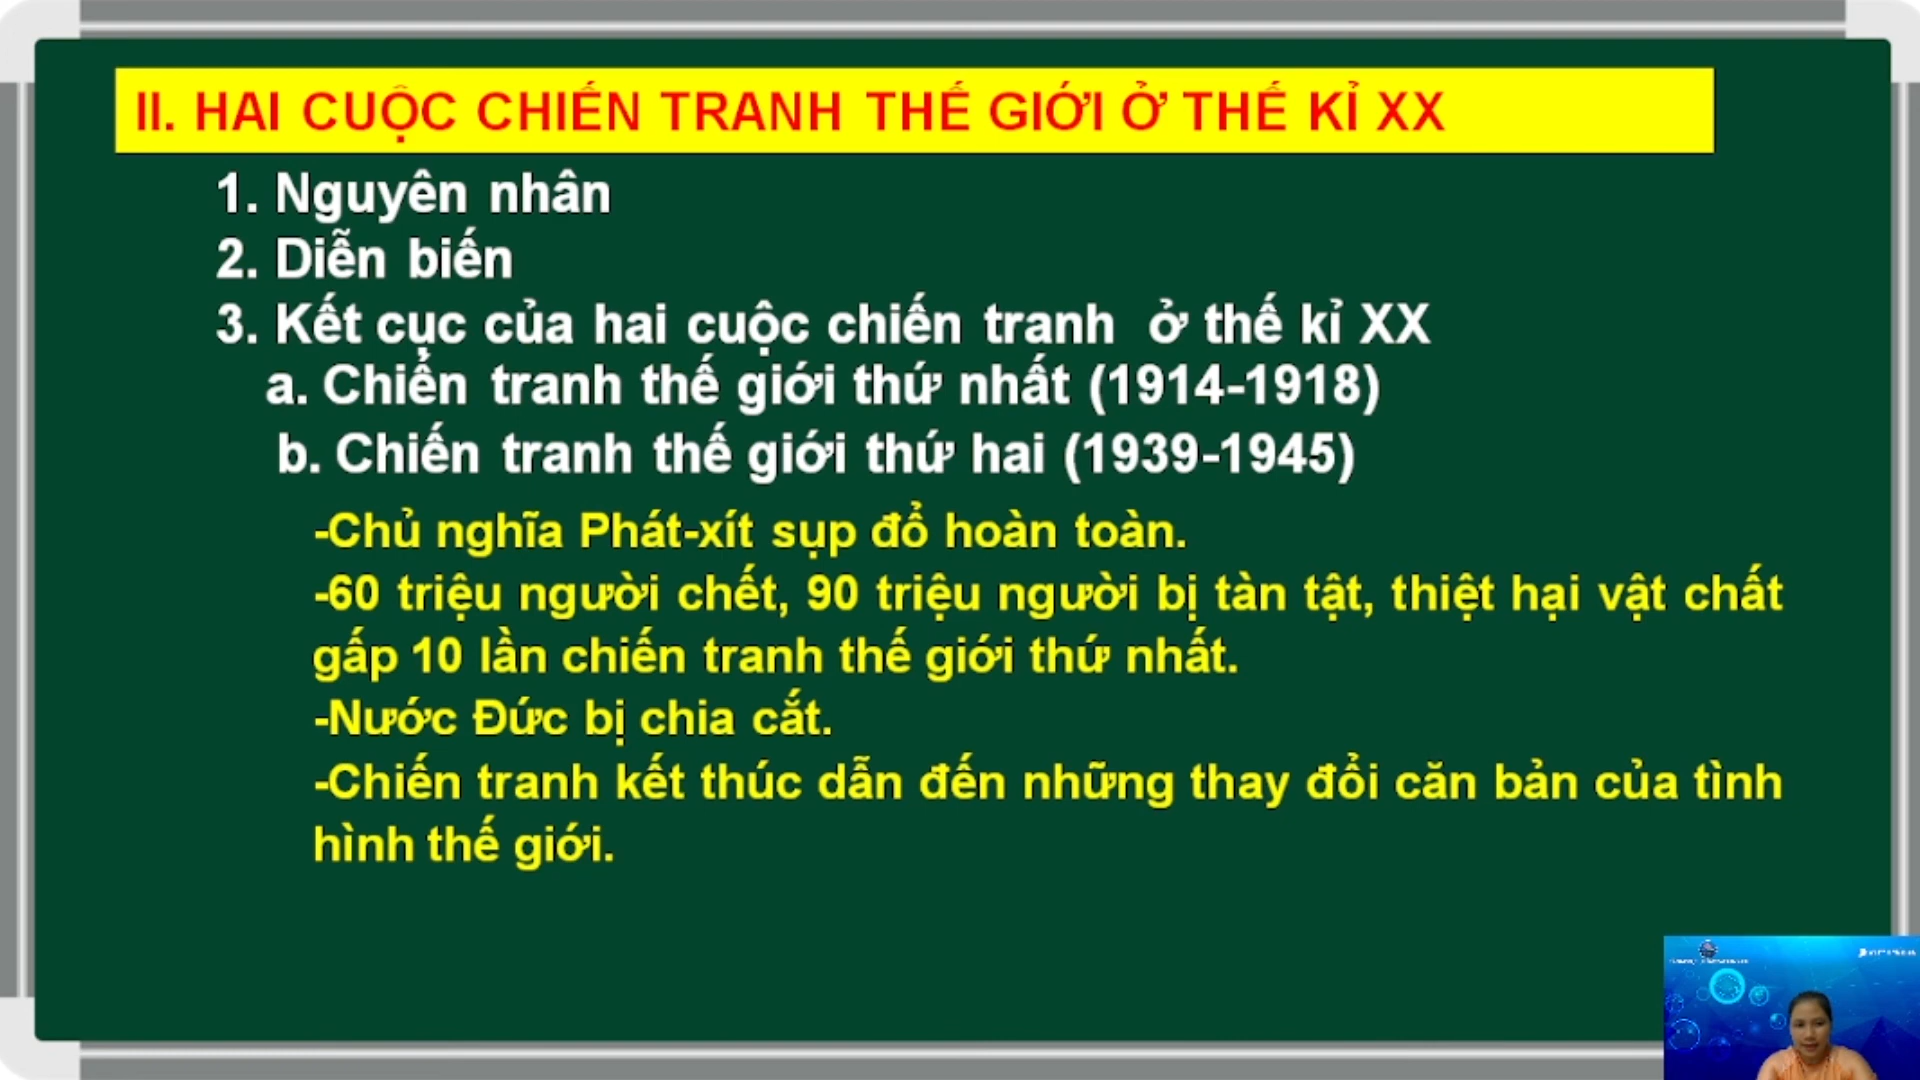 II. HAI CUỘC CHIẾN TRANH THẾ GIỚI Ở THẾ KỈ XX
1. Nguyên nhân
2. Diễn biến
3. Kết cục của hai cuộc chiến tranh ở thế kỉ XX
a. Chiến tranh thế giới thứ nhất (1914-1918)
b. Chiến tranh thế giới thứ hai (1939-1945)
-Chủ nghĩa Phát-xít sụp đổ hoàn toàn.
-60 triệu người chết, 90 triệu người bị tàn tật, thiệt hại vật chất
gấp 10 lần chiến tranh thế giới thứ nhất.
-Nước Đức bị chia cắt.
-Chiến tranh kết thúc dẫn đến những thay đổi căn bản của tình
hình thế giới.